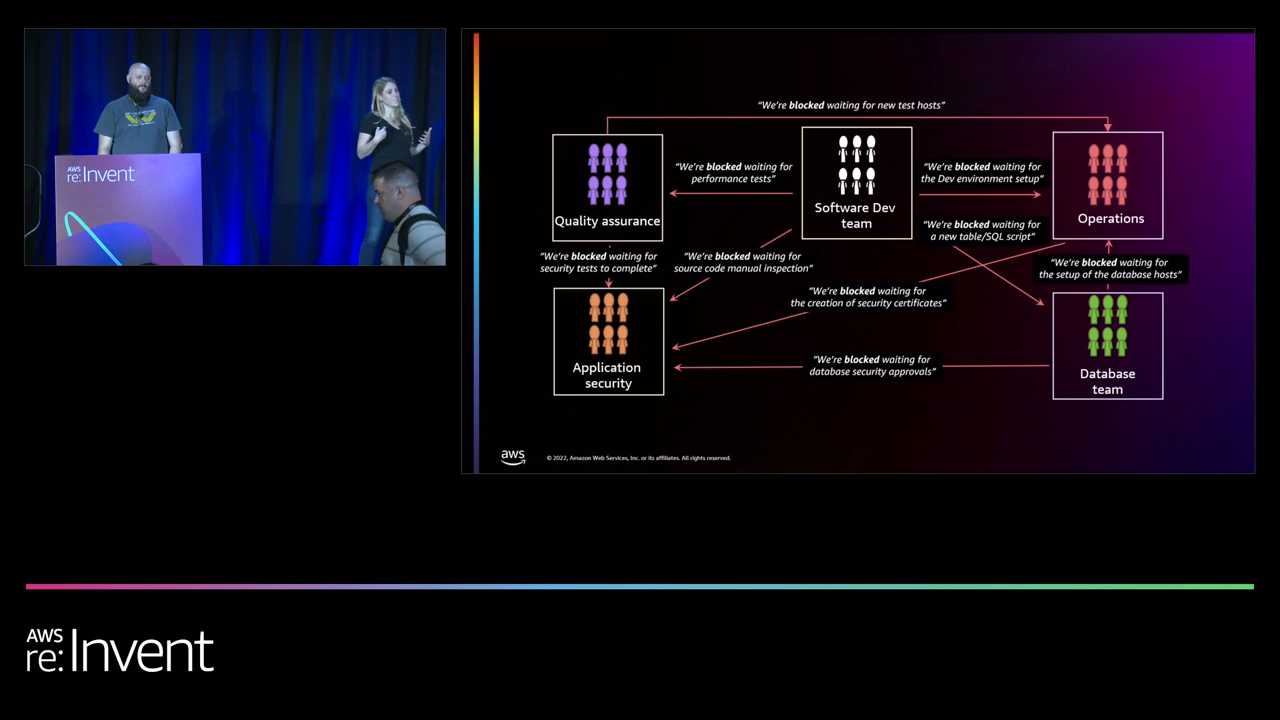 AWS
re:Invent
“We’re blocked waiting for new test hosts”
Quality assurance
“We’re blocked waiting for
performance tests”
Software Dev
team
“We’re blocked waiting for
the Dev environment setup”
Operations
“We’re blocked waiting for
a new table/SQL script”
“We’re blocked waiting for
security tests to complete”
“We’re blocked waiting for
source code manual inspection”
“We’re blocked waiting for
the setup of the database hosts”
“We’re blocked waiting for
the creation of security certificates”
Application
security
“We’re blocked waiting for
database security approvals”
Database
team
aws
© 2022, Amazon Web Services, Inc. or its affiliates. All rights reserved.
AWS
re:Invent